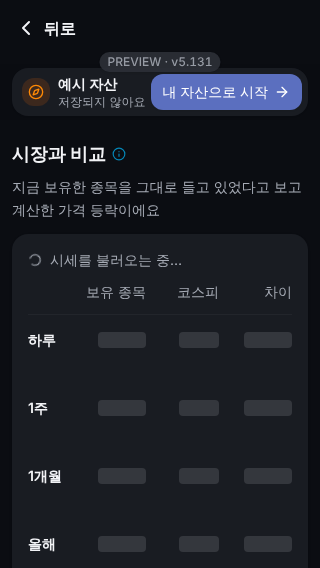 뒤로
PREVIEW · v5.131
예시 자산
저장되지 않아요
내 자산으로 시작
시장과 비교
지금 보유한 종목을 그대로 들고 있었다고 보고
계산한 가격 등락이에요
시세를 불러오는 중...
보유 종목 코스피 차이
하루
1주
1개월
올해